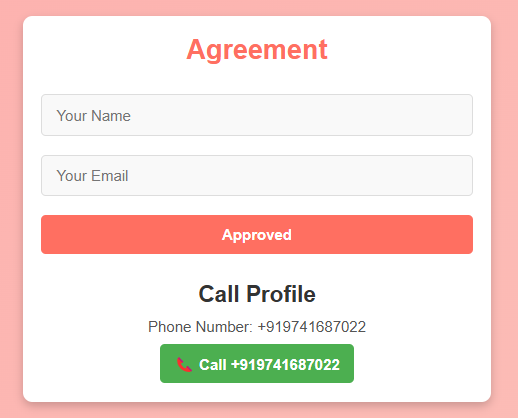 Agreement
Your Name
Your Email
Approved
Call Profile
Phone Number: +919741687022
Call +919741687022